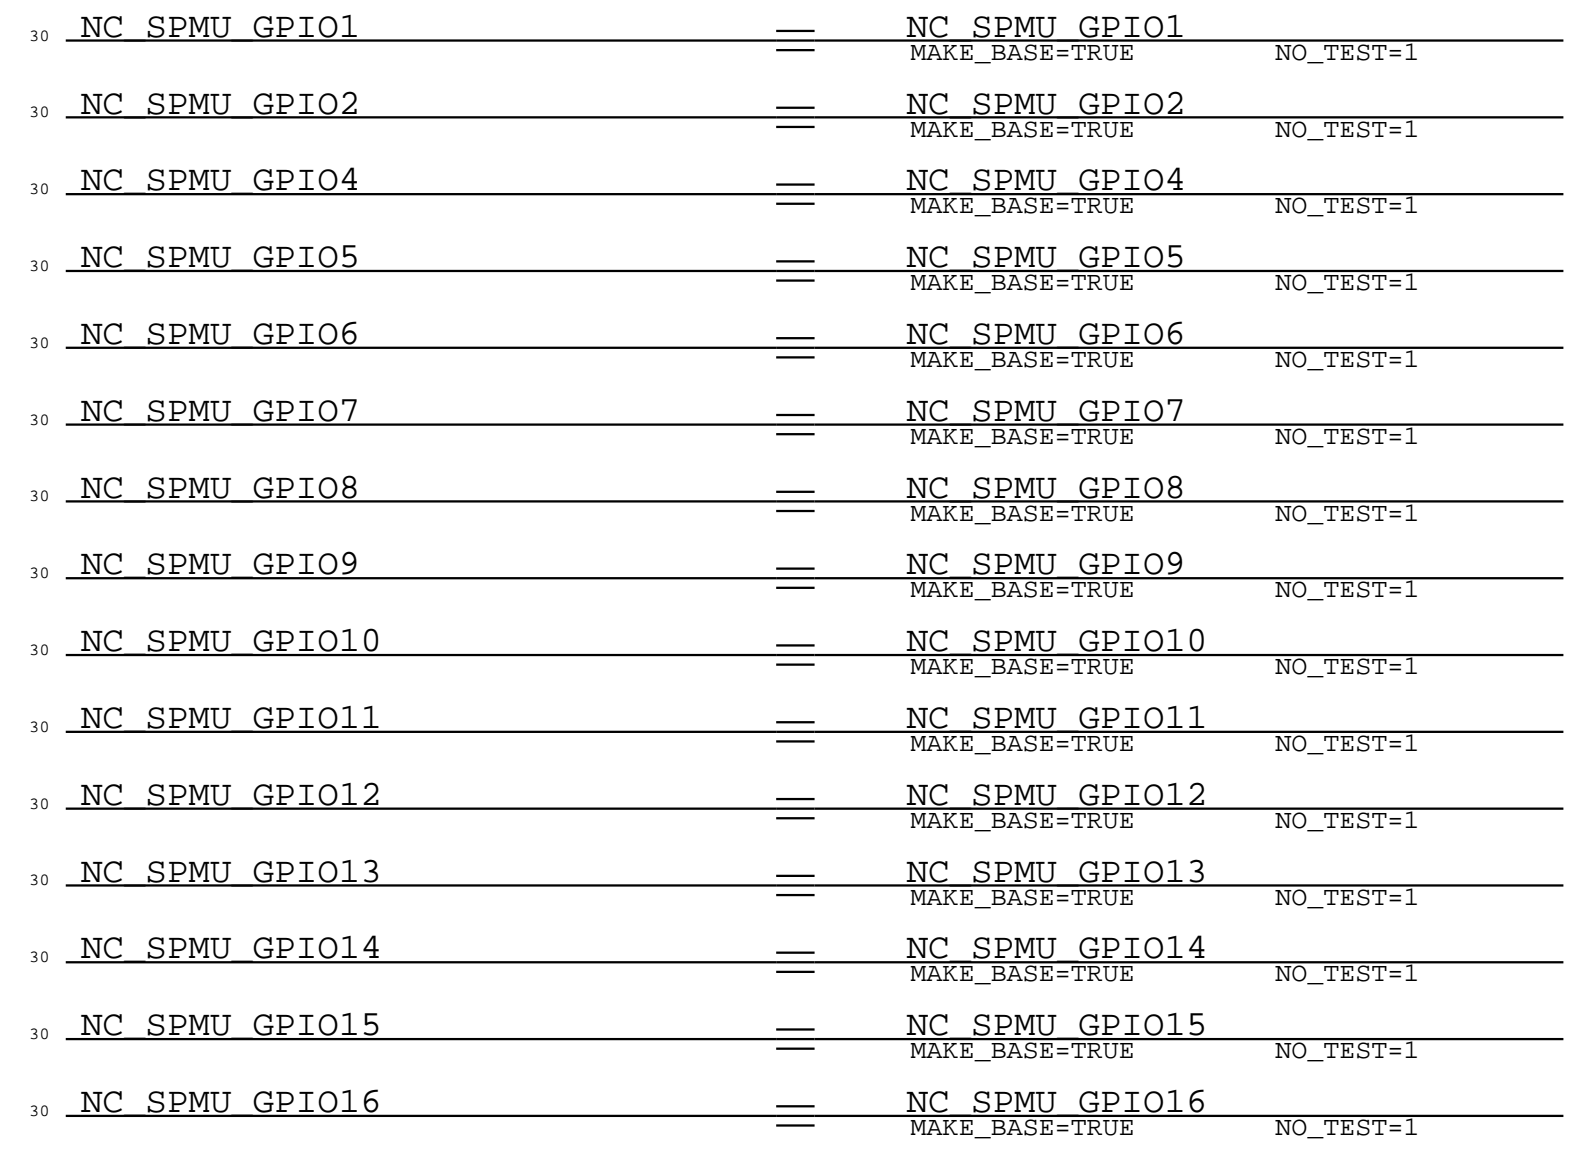 30 NC_SPMU_GPIO1 NC_SPMU_GPIO1
MAKE_BASE=TRUE NO_TEST=1
30 NC_SPMU_GPIO2 NC_SPMU_GPIO2
MAKE_BASE=TRUE NO_TEST=1
30 NC_SPMU_GPIO4 NC_SPMU_GPIO4
MAKE_BASE=TRUE NO_TEST=1
30 NC_SPMU_GPIO5 NC_SPMU_GPIO5
MAKE_BASE=TRUE NO_TEST=1
30 NC_SPMU_GPIO6 NC_SPMU_GPIO6
MAKE_BASE=TRUE NO_TEST=1
30 NC_SPMU_GPIO7 NC_SPMU_GPIO7
MAKE_BASE=TRUE NO_TEST=1
30 NC_SPMU_GPIO8 NC_SPMU_GPIO8
MAKE_BASE=TRUE NO_TEST=1
30 NC_SPMU_GPIO9 NC_SPMU_GPIO9
MAKE_BASE=TRUE NO_TEST=1
30 NC_SPMU_GPIO10 NC_SPMU_GPIO10
MAKE_BASE=TRUE NO_TEST=1
30 NC_SPMU_GPIO11 NC_SPMU_GPIO11
MAKE_BASE=TRUE NO_TEST=1
30 NC_SPMU_GPIO12 NC_SPMU_GPIO12
MAKE_BASE=TRUE NO_TEST=1
30 NC_SPMU_GPIO13 NC_SPMU_GPIO13
MAKE_BASE=TRUE NO_TEST=1
30 NC_SPMU_GPIO14 NC_SPMU_GPIO14
MAKE_BASE=TRUE NO_TEST=1
30 NC_SPMU_GPIO15 NC_SPMU_GPIO15
MAKE_BASE=TRUE NO_TEST=1
30 NC_SPMU_GPIO16 NC_SPMU_GPIO16
MAKE_BASE=TRUE NO_TEST=1